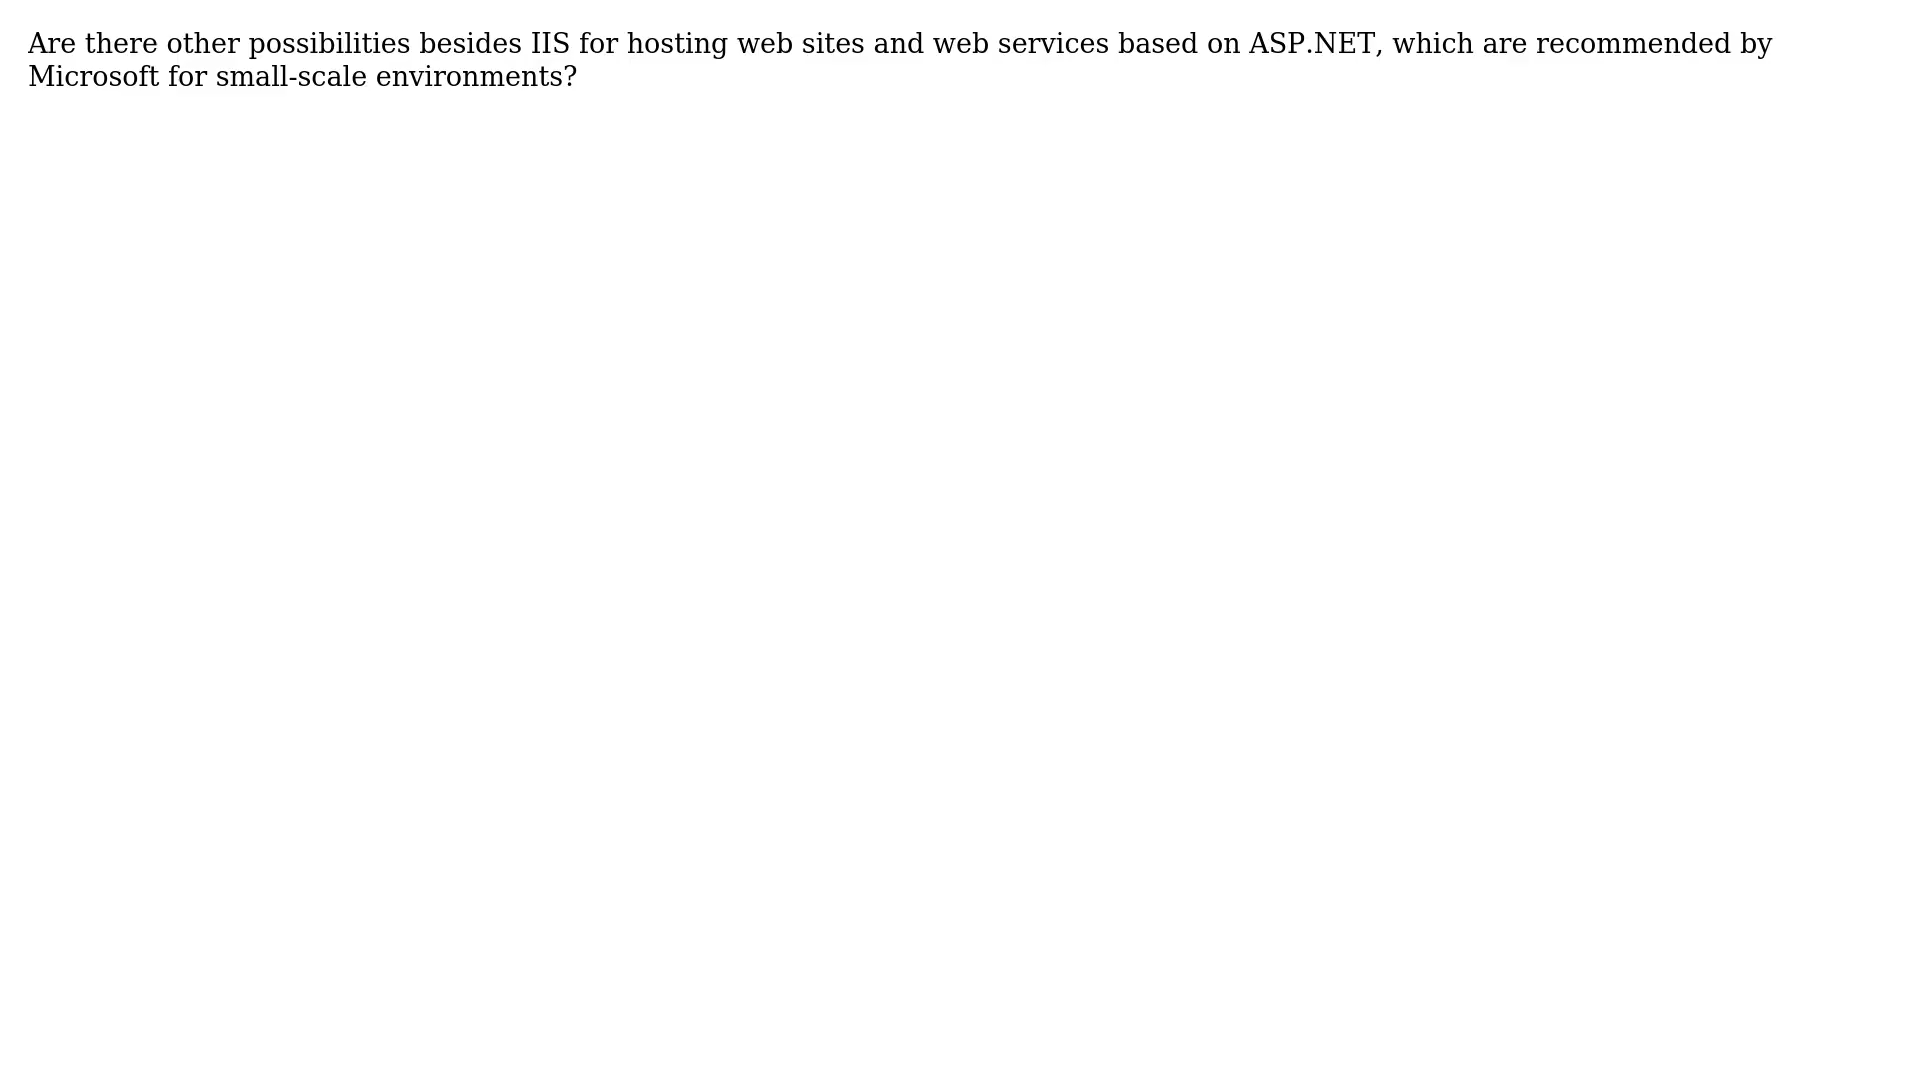 Are there other possibilities besides IIS for hosting web sites and web services based on ASP.NET, which are recommended by
Microsoft for small-scale environments?